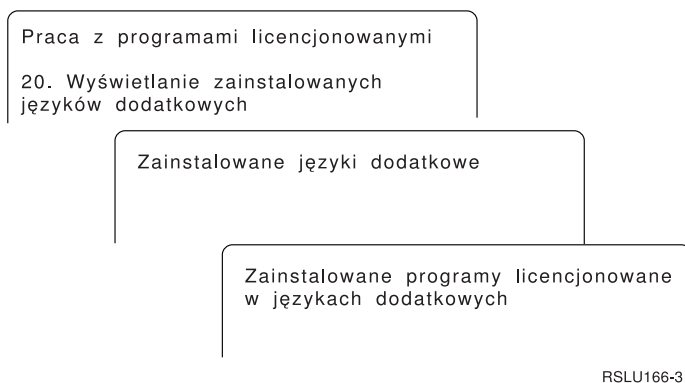 Praca z programami licencjonowanymi
20. Wyświetlanie zainstalowanych
języków dodatkowych
Zainstalowane języki dodatkowe
Zainstalowane programy licencjonowane
w językach dodatkowych
RSLU166-3